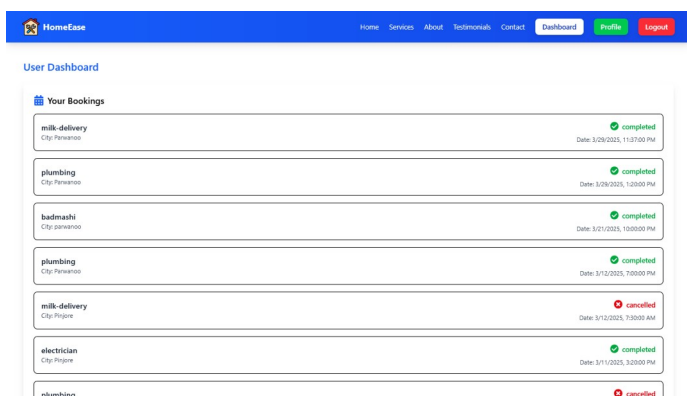 HomeEase
Home Services About Testimonials Contact Dashboard Profile Logout
User Dashboard
Your Bookings
milk-delivery completed
City: Parwanoo Date: 3/29/2025, 11:37:00 PM
plumbing completed
City: Parwanoo Date: 3/29/2025, 1:20:00 PM
badmashi completed
City: parwanoo Date: 3/21/2025, 10:00:00 PM
plumbing completed
City: Parwanoo Date: 3/12/2025, 7:00:00 PM
milk-delivery cancelled
City: Pinjore Date: 3/12/2025, 7:30:00 AM
electrician completed
City: Pinjore Date: 3/11/2025, 3:20:00 PM
plumbing cancelled